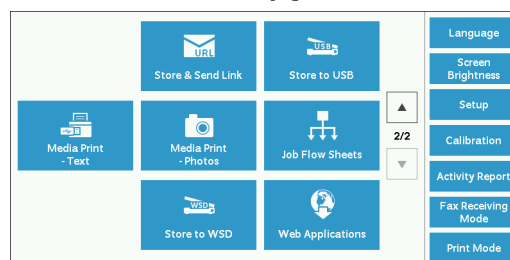 URL
Store & Send Link
USB
Store to USB
Media Print
- Text
Media Print
- Photos
Job Flow Sheets
WSD
Store to WSD
Web Applications
2/2
Language
Screen
Brightness
Setup
Calibration
Activity Report
Fax Receiving
Mode
Print Mode